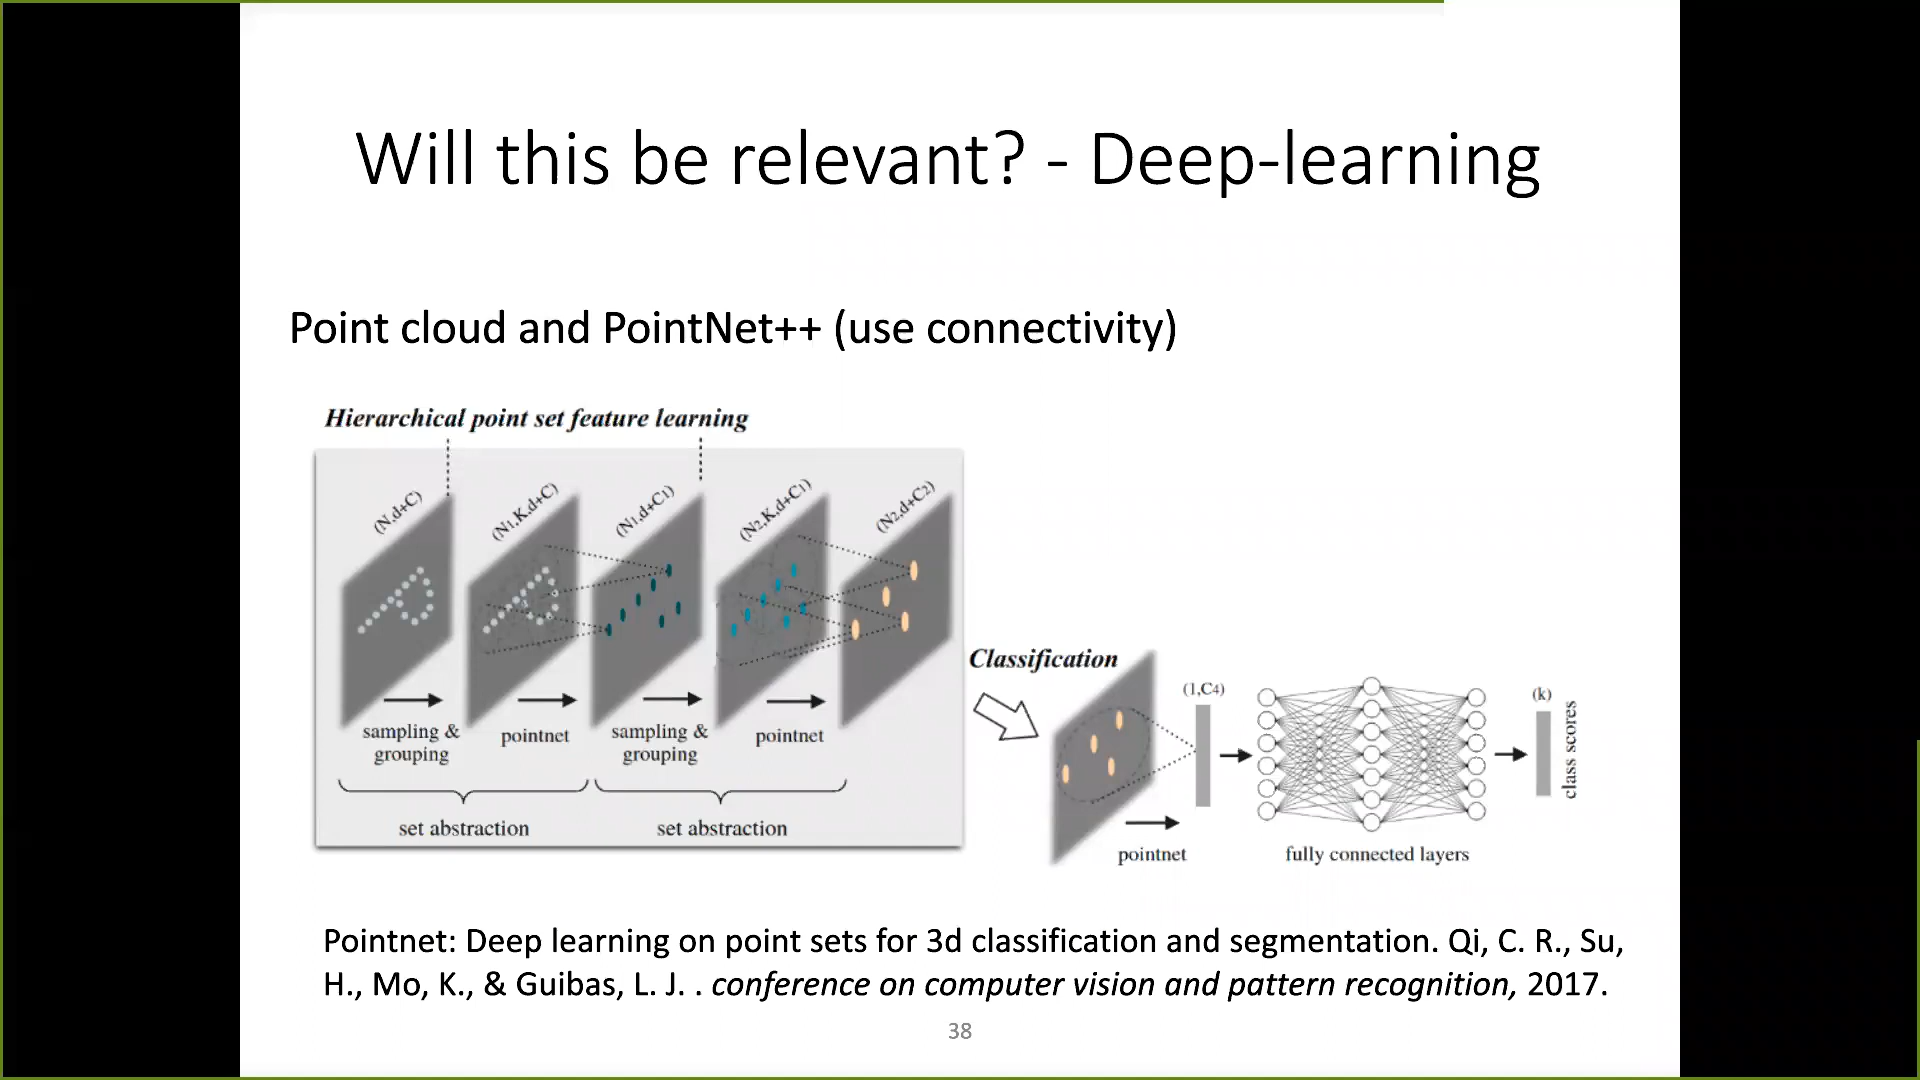 Will this be relevant? - Deep-learning
Point cloud and PointNet++ (use connectivity)
Hierarchical point set feature learning
(N,d+C)
(N1,K,d+C)
(N1,d+C1)
(N2,K,d+C1)
(N2,d+C2)
sampling &
grouping
pointnet
sampling &
grouping
pointnet
set abstraction
set abstraction
Classification
(1,C4)
(k)
class scores
pointnet
fully connected layers
Pointnet: Deep learning on point sets for 3d classification and segmentation. Qi, C. R., Su,
H., Mo, K., & Guibas, L. J. . conference on computer vision and pattern recognition, 2017.
38